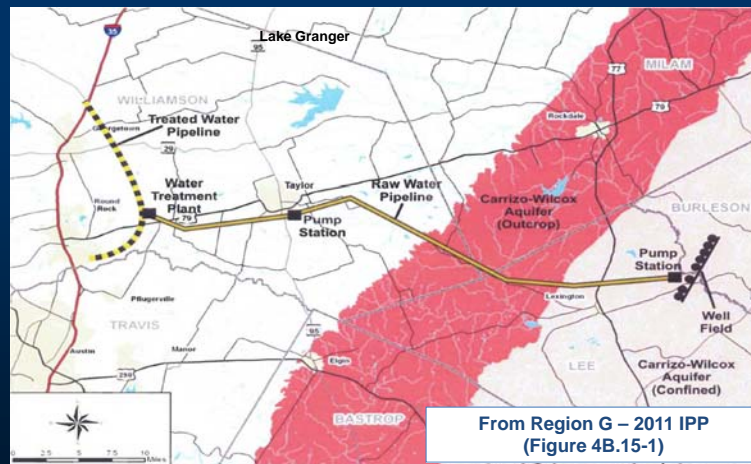 35
95
Lake Granger
77
MILAM
WILLIAMSON
79
Georgetown
Treated Water
Pipeline
Rockdale
29
Water
Treatment
Plant
Taylor
Raw Water
Pipeline
Round
Rock
79
Pump
Station
Carrizo-Wilcox
Aquifer
(Outcrop)
BURLESON
Pump
Station
Lexington
Well
Field
Pflugerville
TRAVIS
95
Manor
Austin
290
Elgin
LEE
Carrizo-Wilcox
Aquifer
(Confined)
BASTROP
0 2.5 5 10
Miles
From Region G – 2011 IPP
(Figure 4B.15-1)